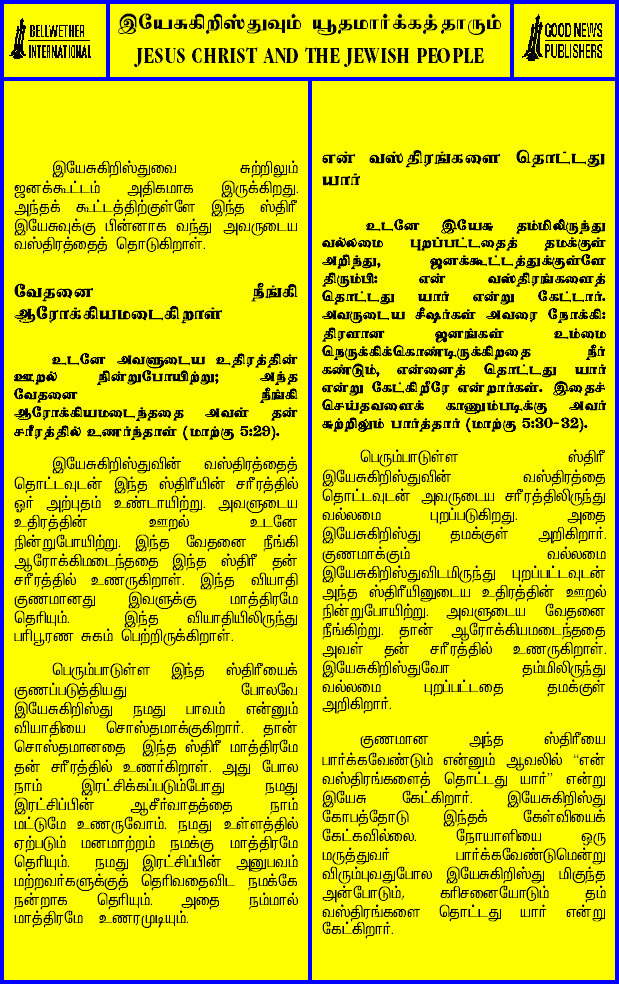 BELLWETHER
INTERNATIONAL
இயேசுகிறிஸ்துவும் யூதமார்க்கத்தாரும்
JESUS CHRIST AND THE JEWISH PEOPLE
GOOD NEWS
PUBLISHERS
இயேசுகிறிஸ்துவை சுற்றிலும்
ஜனக்கூட்டம் அதிகமாக இருக்கிறது.
அந்தக் கூட்டத்திற்குள்ளே இந்த ஸ்திரீ
இயேசுவுக்கு பின்னாக வந்து அவருடைய
வஸ்திரத்தைத் தொடுகிறாள்.
வேதனை நீங்கி
ஆரோக்கியமடைகிறாள்
உடனே அவளுடைய உதிரத்தின்
ஊறல் நின்றுபோயிற்று; அந்த
வேதனை நீங்கி
ஆரோக்கியமடைந்ததை அவள் தன்
சரீரத்தில் உணர்ந்தாள் (மாற்கு 5:29).
இயேசுகிறிஸ்துவின் வஸ்திரத்தைத்
தொட்டவுடன் இந்த ஸ்திரீயின் சரீரத்தில்
ஓர் அற்புதம் உண்டாயிற்று. அவளுடைய
உதிரத்தின் ஊறல் உடனே
நின்றுபோயிற்று. இந்த வேதனை நீங்கி
ஆரோக்கிமடைந்ததை இந்த ஸ்திரீ தன்
சரீரத்தில் உணருகிறாள். இந்த வியாதி
குணமானது இவளுக்கு மாத்திரமே
தெரியும். இந்த வியாதியிலிருந்து
பரிபூரண சுகம் பெற்றிருக்கிறாள்.
பெரும்பாடுள்ள இந்த ஸ்திரீயைக்
குணப்படுத்தியது போலவே
இயேசுகிறிஸ்து நமது பாவம் என்னும்
வியாதியை சொஸ்தமாக்குகிறார். தான்
சொஸ்தமானதை இந்த ஸ்திரீ மாத்திரமே
தன் சரீரத்தில் உணர்கிறாள். அது போல
நாம் இரட்சிக்கப்படும்போது நமது
இரட்சிப்பின் ஆசீர்வாதத்தை நாம்
மட்டுமே உணருவோம். நமது உள்ளத்தில்
ஏற்படும் மனமாற்றம் நமக்கு மாத்திரமே
தெரியும். நமது இரட்சிப்பின் அனுபவம்
மற்றவர்களுக்குத் தெரிவதைவிட நமக்கே
நன்றாக தெரியும். அதை நம்மால்
மாத்திரமே உணரமுடியும்.
என் வஸ்திரங்களை தொட்டது
யார்
உடனே இயேசு தம்மிலிருந்து
வல்லமை புறப்பட்டதைத் தமக்குள்
அறிந்து, ஜனக்கூட்டத்துக்குள்ளே
திரும்பி: என் வஸ்திரங்களைத்
தொட்டது யார் என்று கேட்டார்.
அவருடைய சீஷர்கள் அவரை நோக்கி:
திரளான ஜனங்கள் உம்மை
நெருக்கிக்கொண்டிருக்கிறதை நீர்
கண்டும், என்னைத் தொட்டது யார்
என்று கேட்கிறீரே என்றார்கள். இதைச்
செய்தவளைக் காணும்படிக்கு அவர்
சுற்றிலும் பார்த்தார் (மாற்கு 5:30-32).
பெரும்பாடுள்ள ஸ்திரீ
இயேசுகிறிஸ்துவின் வஸ்திரத்தை
தொட்டவுடன் அவருடைய சரீரத்திலிருந்து
வல்லமை புறப்படுகிறது. அதை
இயேசுகிறிஸ்து தமக்குள் அறிகிறார்.
குணமாக்கும் வல்லமை
இயேசுகிறிஸ்துவிடமிருந்து புறப்பட்டவுடன்
அந்த ஸ்திரீயினுடைய உதிரத்தின் ஊறல்
நின்றுபோயிற்று. அவளுடைய வேதனை
நீங்கிற்று. தான் ஆரோக்கியமடைந்ததை
அவள் தன் சரீரத்தில் உணருகிறாள்.
இயேசுகிறிஸ்துவோ தம்மிலிருந்து
வல்லமை புறப்பட்டதை தமக்குள்
அறிகிறார்.
குணமான அந்த ஸ்திரீயை
பார்க்கவேண்டும் என்னும் ஆவலில் “என்
வஸ்திரங்களைத் தொட்டது யார்” என்று
இயேசு கேட்கிறார். இயேசுகிறிஸ்து
கோபத்தோடு இந்தக் கேள்வியைக்
கேட்கவில்லை. நோயாளியை ஒரு
மருத்துவர் பார்க்கவேண்டுமென்று
விரும்புவதுபோல இயேசுகிறிஸ்து மிகுந்த
அன்போடும், கரிசனையோடும் தம்
வஸ்திரங்களை தொட்டது யார் என்று
கேட்கிறார்.